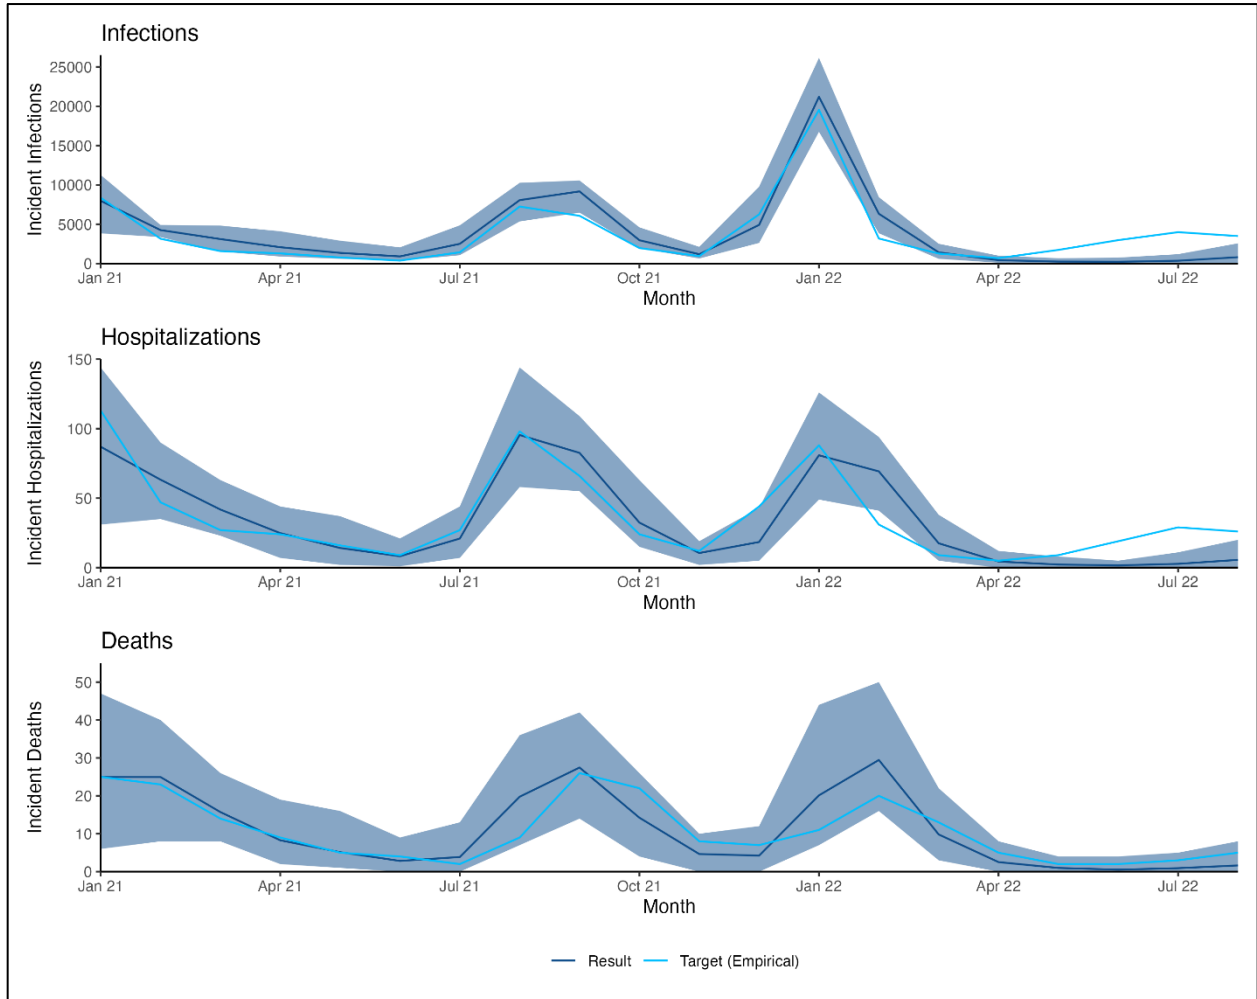 Infections
25000
20000
15000
10000
5000
0
Incident Infections
Jan 21 Apr 21 Jul 21 Oct 21 Jan 22 Apr 22 Jul 22
Month
Hospitalizations
150
100
50
0
Incident Hospitalizations
Jan 21 Apr 21 Jul 21 Oct 21 Jan 22 Apr 22 Jul 22
Month
Deaths
50
40
30
20
10
0
Incident Deaths
Jan 21 Apr 21 Jul 21 Oct 21 Jan 22 Apr 22 Jul 22
Month
Result Target (Empirical)